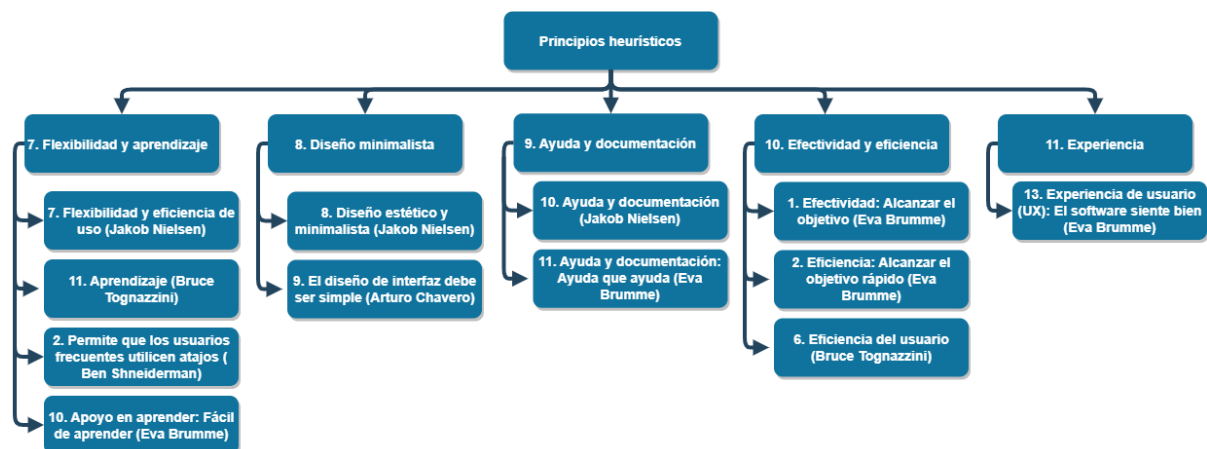 Principios heurísticos
7. Flexibilidad y aprendizaje
7. Flexibilidad y eficiencia de
uso (Jakob Nielsen)
11. Aprendizaje (Bruce
Tognazzini)
2. Permite que los usuarios
frecuentes utilicen atajos (
Ben Shneiderman)
10. Apoyo en aprender: Fácil
de aprender (Eva Brumme)
8. Diseño minimalista
8. Diseño estético y
minimalista (Jakob Nielsen)
9. El diseño de interfaz debe
ser simple (Arturo Chavero)
9. Ayuda y documentación
10. Ayuda y documentación
(Jakob Nielsen)
11. Ayuda y documentación:
Ayuda que ayuda (Eva
Brumme)
10. Efectividad y eficiencia
1. Efectividad: Alcanzar el
objetivo (Eva Brumme)
2. Eficiencia: Alcanzar el
objetivo rápido (Eva
Brumme)
6. Eficiencia del usuario
(Bruce Tognazzini)
11. Experiencia
13. Experiencia de usuario
(UX): El software siente bien
(Eva Brumme)